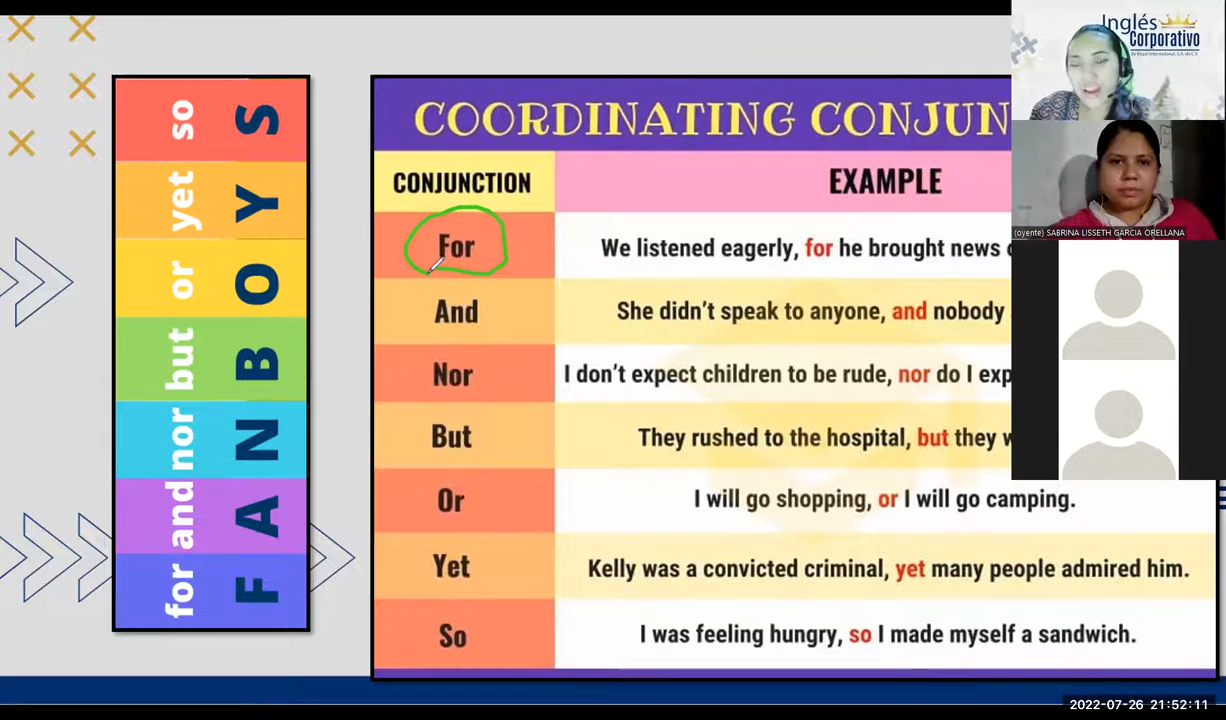 for and nor but or yet so
F A N B O Y S
COORDINATING CONJUN
CONJUNCTION EXAMPLE
For We listened eagerly, for he brought news
And She didn't speak to anyone, and nobody
Nor I don't expect children to be rude, nor do I exp
But They rushed to the hospital, but they
Or I will go shopping, or I will go camping.
Yet Kelly was a convicted criminal, yet many people admired him.
So I was feeling hungry, so I made myself a sandwich.
Inglés
Corporativo
(oyente) SABRINA LISSETH GARCIA ORELLANA
2022-07-26 21:52:11